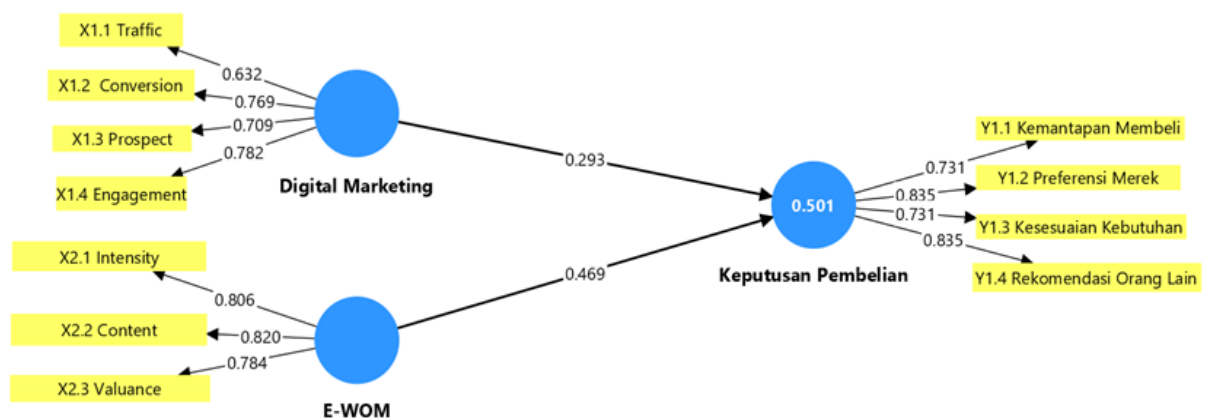 X1.1 Traffic
0.632
X1.2 Conversion
0.769
X1.3 Prospect
0.709
X1.4 Engagement
0.782
Digital Marketing
0.293
X2.1 Intensity
0.806
X2.2 Content
0.820
X2.3 Valuance
0.784
E-WOM
0.469
0.501
Keputusan Pembelian
Y1.1 Kemantapan Membeli
0.731
Y1.2 Preferensi Merek
0.835
Y1.3 Kesesuaian Kebutuhan
0.731
Y1.4 Rekomendasi Orang Lain
0.835